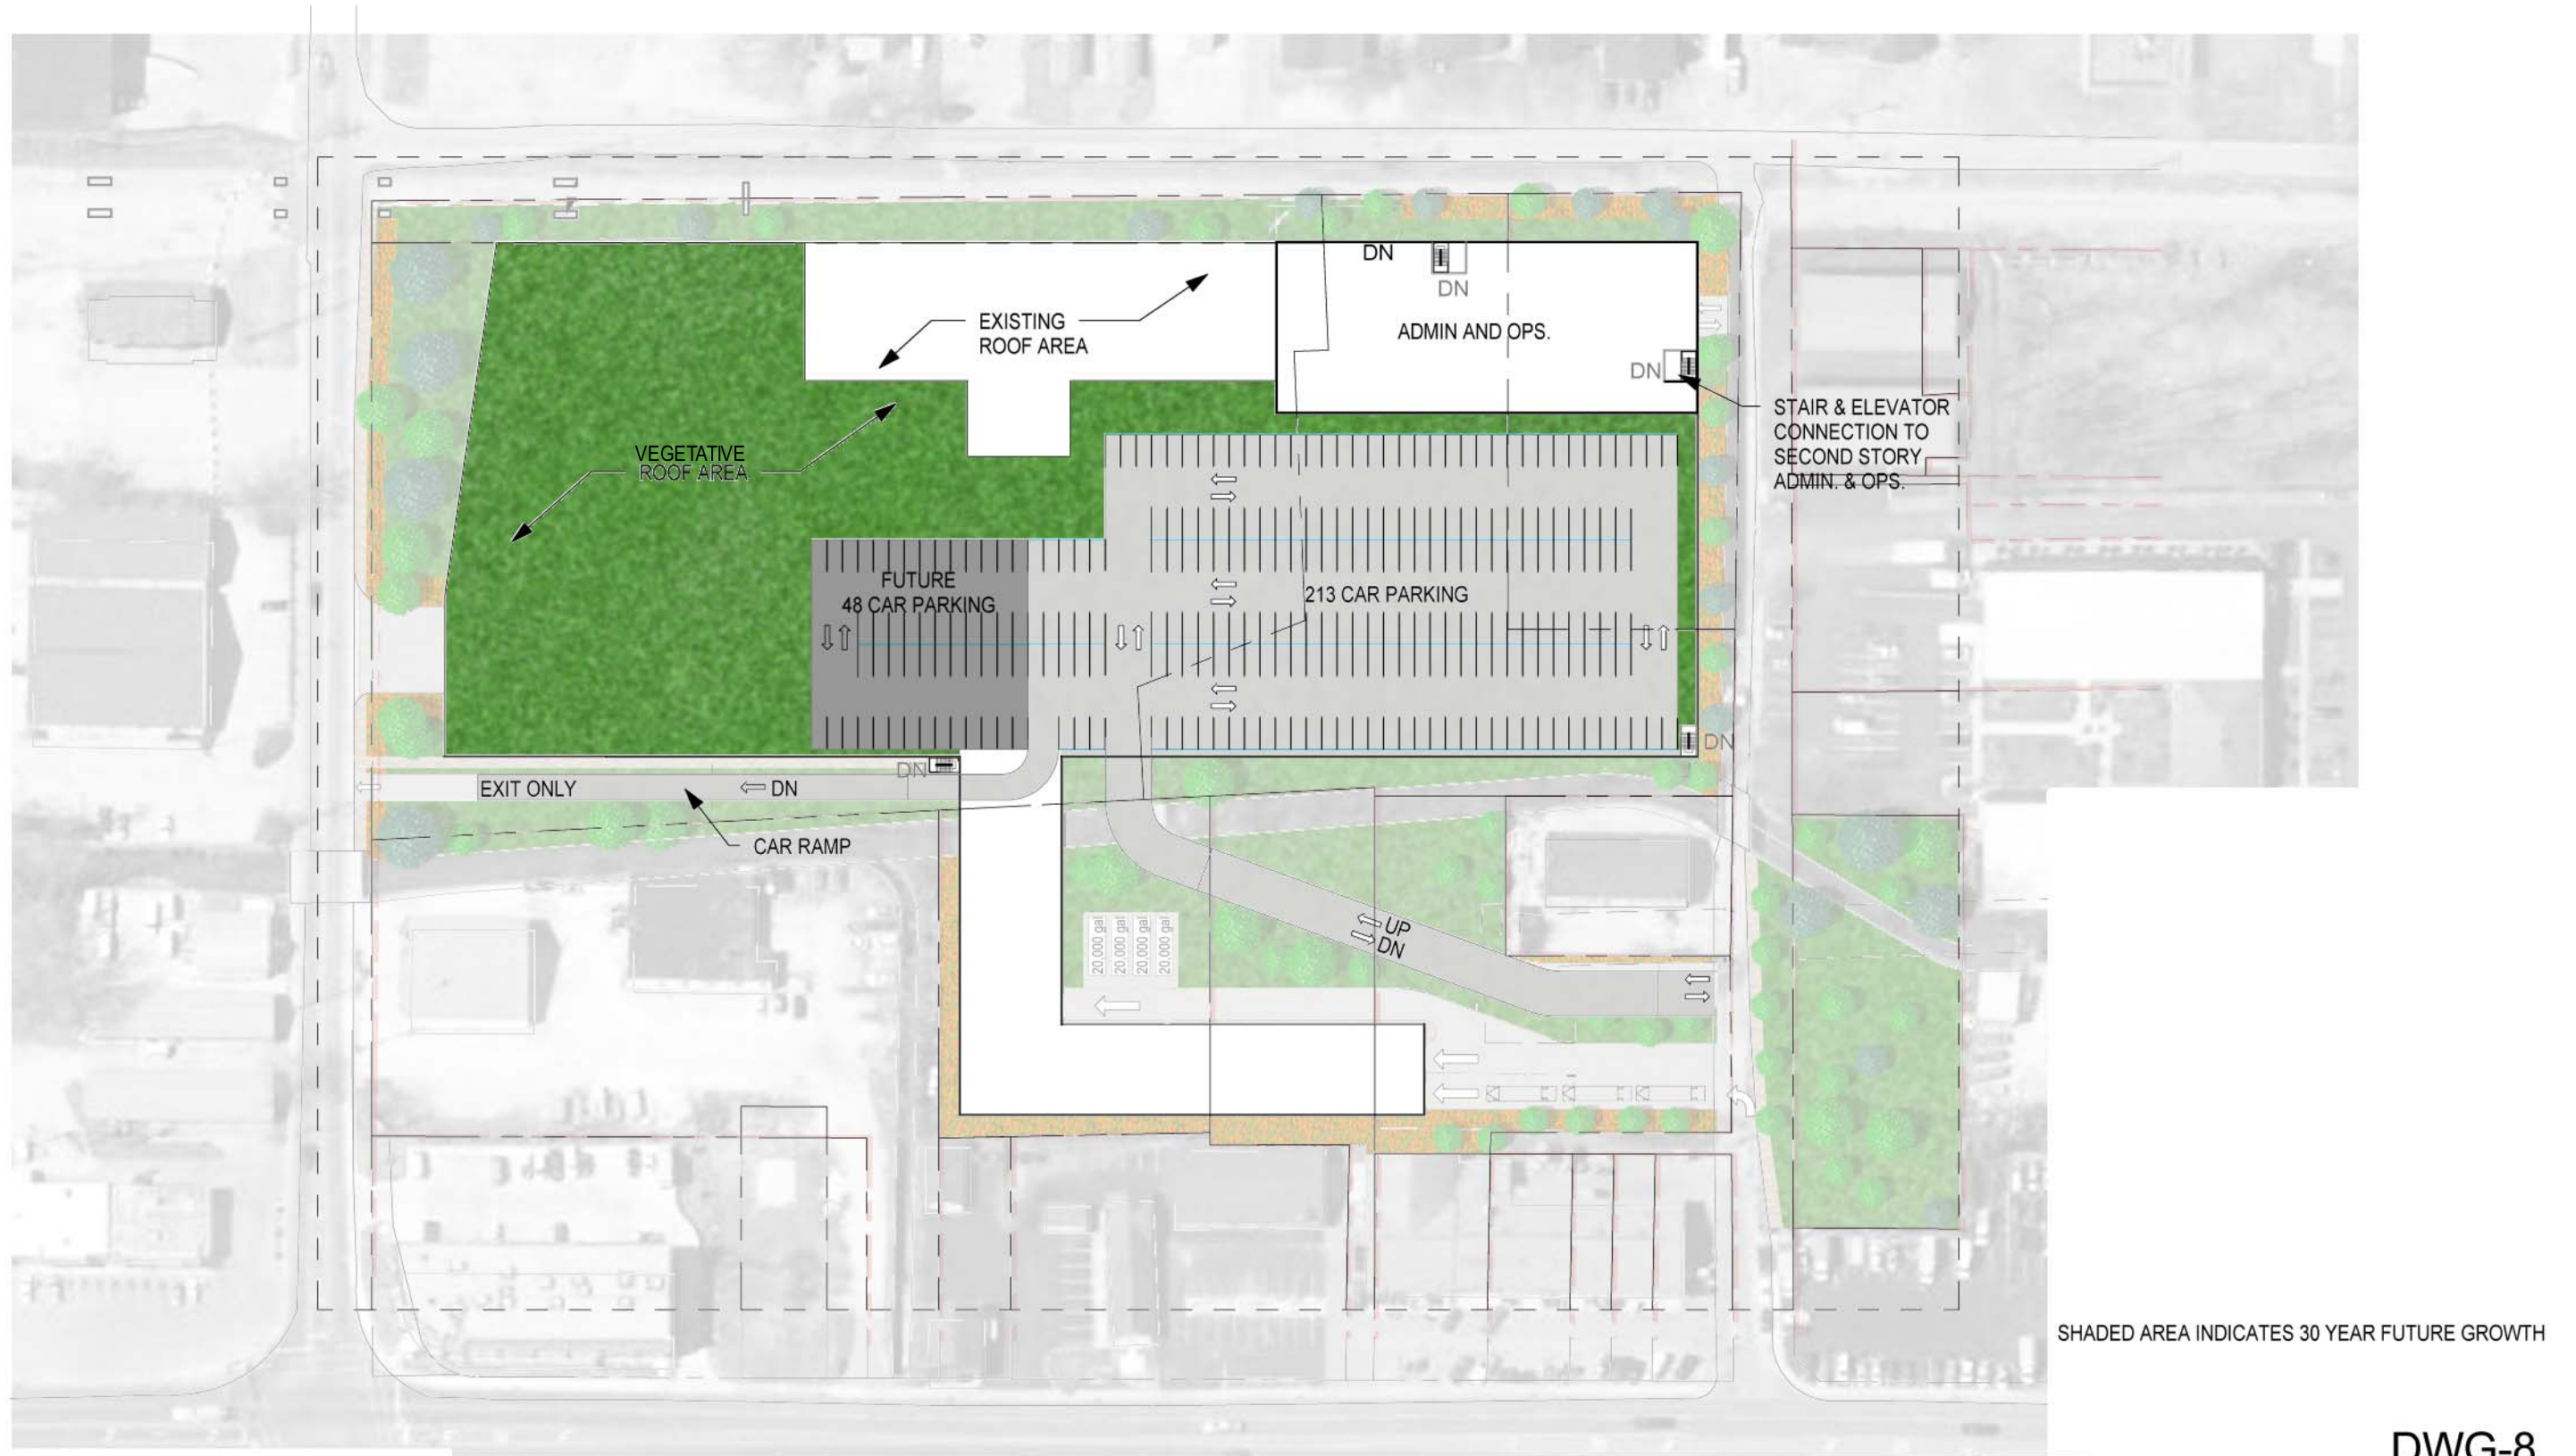 DN
DN
EXISTING
ROOF AREA
ADMIN AND OPS.
DN
STAIR & ELEVATOR
CONNECTION TO
SECOND STORY
ADMIN. & OPS.
VEGETATIVE
ROOF AREA
FUTURE
48 CAR PARKING
213 CAR PARKING
DN
DN
EXIT ONLY
DN
CAR RAMP
UP
DN
20,000 gal
20,000 gal
20,000 gal
20,000 gal
SHADED AREA INDICATES 30 YEAR FUTURE GROWTH
DWG-8